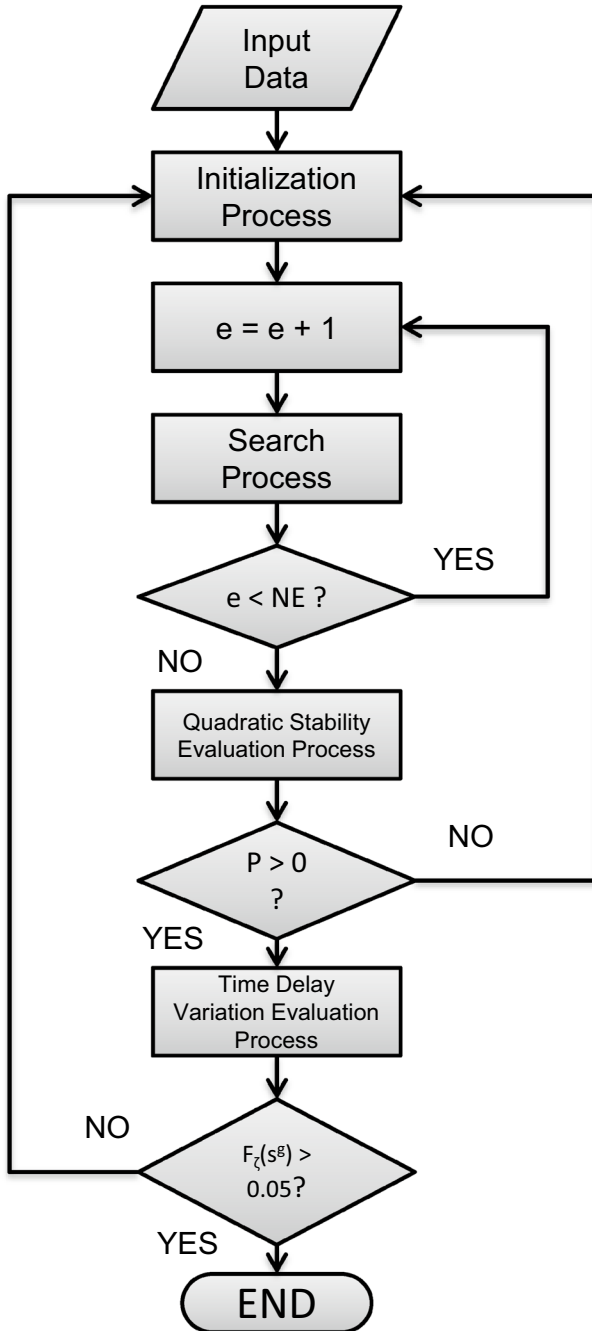 Input
Data
Initialization
Process
e = e + 1
Search
Process
YES
e < NE ?
NO
Quadratic Stability
Evaluation Process
NO
P > 0
?
YES
Time Delay
Variation Evaluation
Process
NO
Fζ(sᵍ) >
0.05?
YES
END